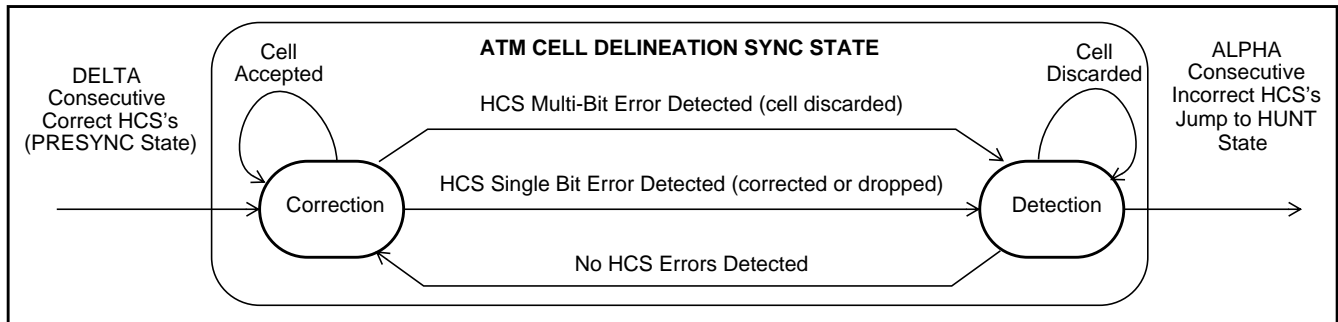 ATM CELL DELINEATION SYNC STATE
DELTA
Consecutive
Correct HCS's
(PRESYNC State)
Cell
Accepted
HCS Multi-Bit Error Detected (cell discarded)
Cell
Discarded
ALPHA
Consecutive
Incorrect HCS's
Jump to HUNT
State
Correction
HCS Single Bit Error Detected (corrected or dropped)
Detection
No HCS Errors Detected